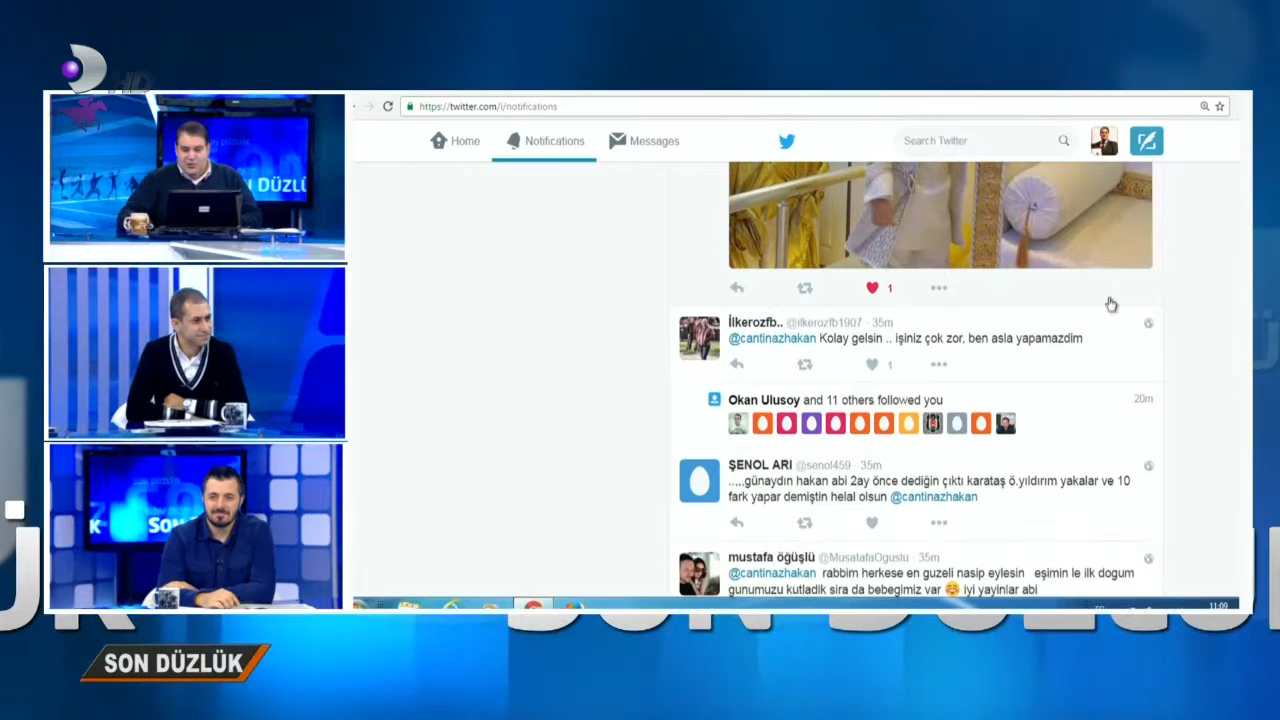 HD
https://twitter.com/i/notifications
Home
Notifications
Messages
Search Twitter
1
İlkerozfb.. @ilkerozfb1907 · 35m
@cantinazhakan Kolay gelsin .. işiniz çok zor, ben asla yapamazdim
1
Okan Ulusoy and 11 others followed you
20m
ŞENOL ARI @senol459 · 35m
..,,,günaydın hakan abi 2ay önce dediğin çıktı karataş ö.yıldırım yakalar ve 10
fark yapar demiştin helal olsun @cantinazhakan
mustafa öğüşlü @MusatafaOguslu · 35m
@cantinazhakan rabbim herkese en guzeli nasip eylesin eşimin le ilk dogum
gunumuzu kutladik sira da bebegimiz var iyi yayinlar abi
11:09
SON DÜZLÜK